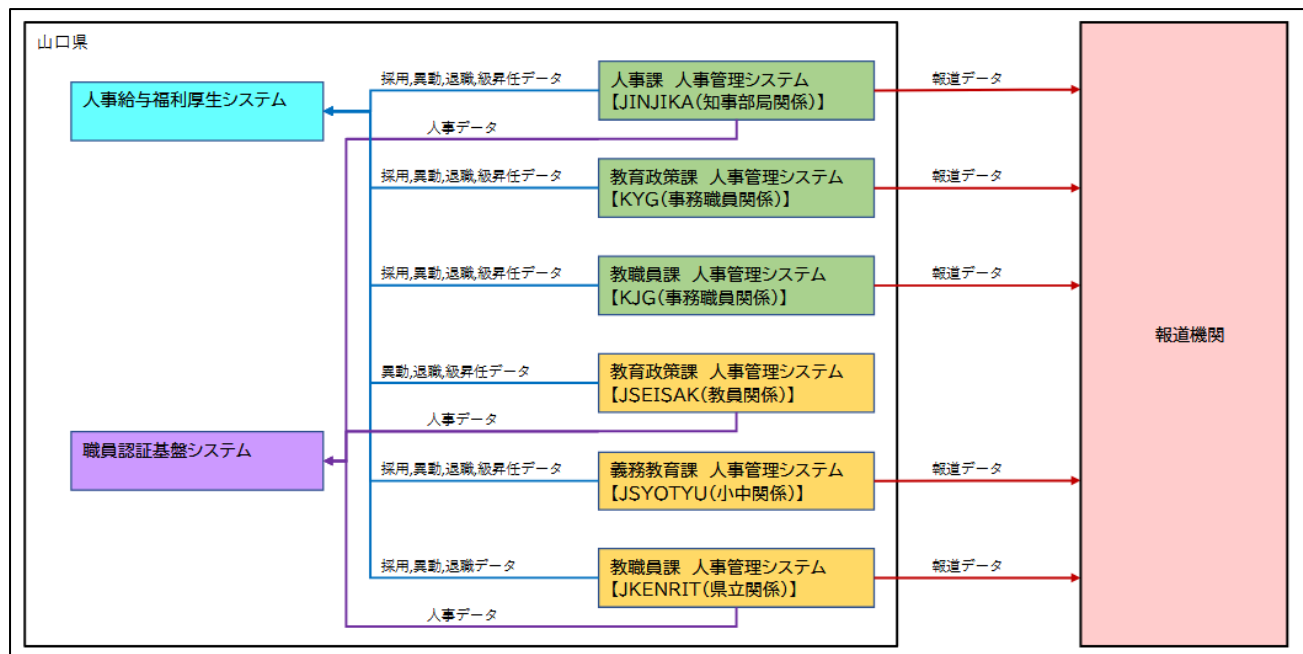 山口県
人事給与福利厚生システム
採用,異動,退職,級昇任データ
人事課 人事管理システム
【JINJIKA(知事部局関係)】
報道データ
人事データ
採用,異動,退職,級昇任データ
教育政策課 人事管理システム
【KYG(事務職員関係)】
報道データ
採用,異動,退職,級昇任データ
教職員課 人事管理システム
【KJG(事務職員関係)】
報道データ
報道機関
異動,退職,級昇任データ
教育政策課 人事管理システム
【JSEISAK(教員関係)】
人事データ
職員認証基盤システム
採用,異動,退職,級昇任データ
義務教育課 人事管理システム
【JSYOTYU(小中関係)】
報道データ
採用,異動,退職データ
教職員課 人事管理システム
【JKENRIT(県立関係)】
報道データ
人事データ